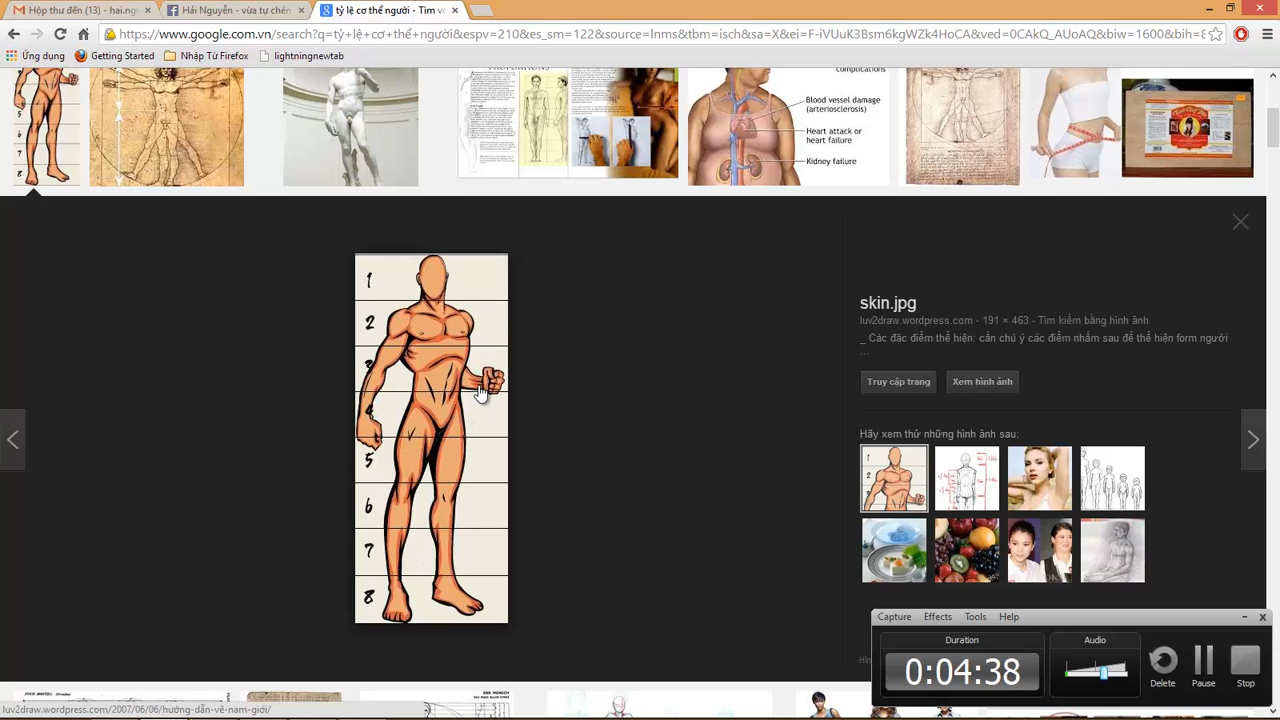 Hộp thư đến (13) - hai.ng
Hải Nguyễn - vừa tự chén
tỷ lệ cơ thể người - Tìm vớ
https://www.google.com.vn/search?q=tỷ+lệ+cơ+thể+người&espv=210&es_sm=122&source=lnms&tbm=isch&sa=X&ei=F-iVUuK3Bsm6kgWZk4HoCA&ved=0CAkQ_AUoAQ&biw=1600&bih=8
Ứng dụng
Getting Started
Nhập Từ Firefox
lightningnewtab
complications
Blood vessel damage
(arteriosclerosis)
Heart attack or
heart failure
Kidney failure
1
2
3
4
5
6
7
8
skin.jpg
luv2draw.wordpress.com - 191 × 463 - Tìm kiếm bằng hình ảnh
_ Các đặc điểm thể hiện: cần chú ý các điểm nhấm sau để thể hiện form người
...
Truy cập trang
Xem hình ảnh
Hãy xem thử những hình ảnh sau:
Capture
Effects
Tools
Help
Duration
Audio
0:04:38
Delete
Pause
Stop
DER MENSCH
luv2draw.wordpress.com/2007/06/06/hướng-dẫn-vẽ-nam-giới/